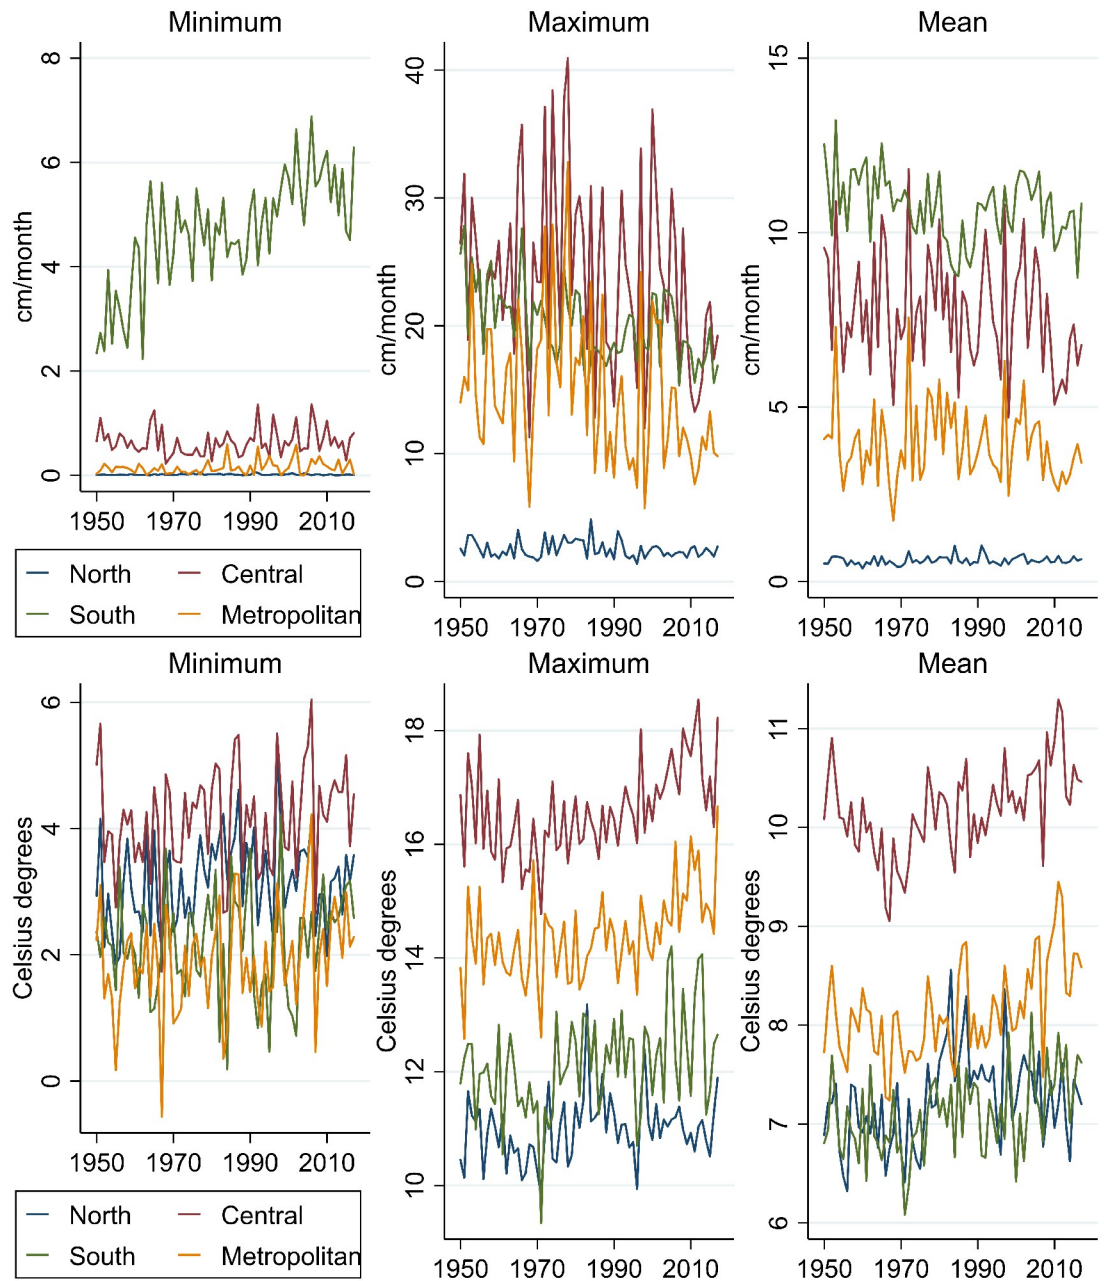 Minimum
Maximum
Mean
cm/month
8
6
4
2
0
1950 1970 1990 2010
cm/month
40
30
20
10
0
1950 1970 1990 2010
cm/month
15
10
5
0
1950 1970 1990 2010
North Central
South Metropolitan
Minimum
Maximum
Mean
Celsius degrees
6
4
2
0
1950 1970 1990 2010
Celsius degrees
18
16
14
12
10
1950 1970 1990 2010
Celsius degrees
11
10
9
8
7
6
1950 1970 1990 2010
North Central
South Metropolitan